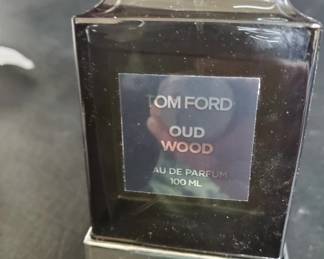 TOM FORD
OUD
WOOD
EAU DE PARFUM
100 ML